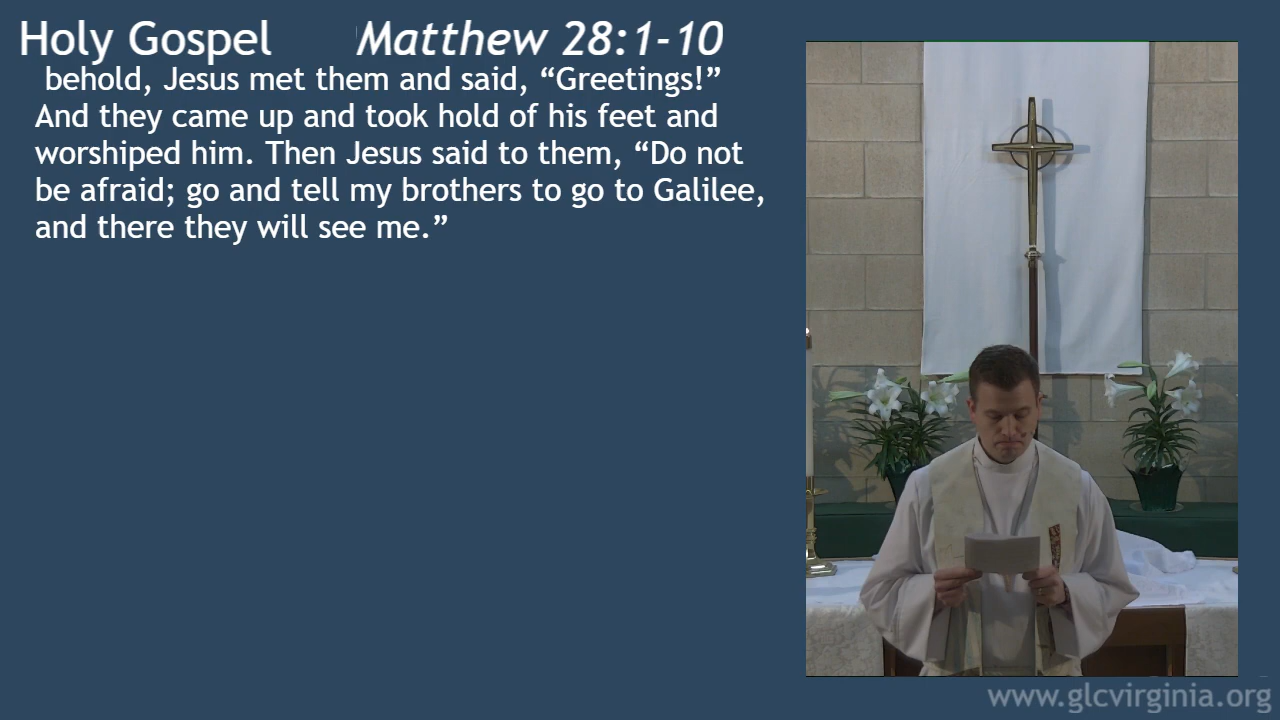 Holy Gospel Matthew 28:1-10
behold, Jesus met them and said, “Greetings!”
And they came up and took hold of his feet and
worshiped him. Then Jesus said to them, “Do not
be afraid; go and tell my brothers to go to Galilee,
and there they will see me.”
www.glcvirginia.org